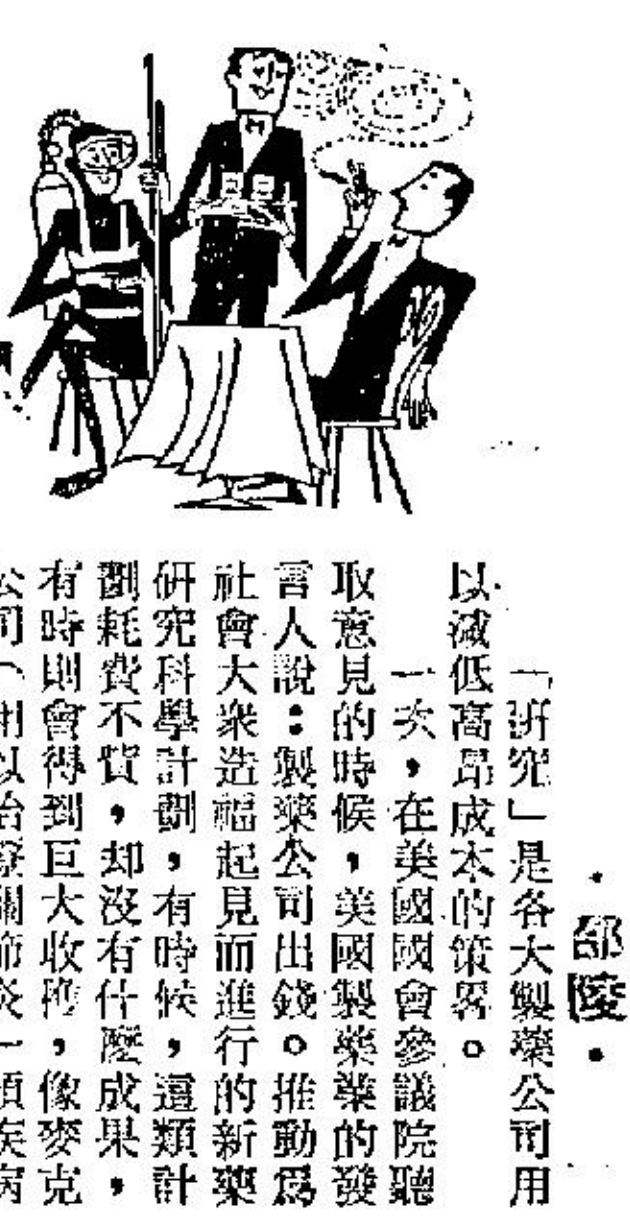 ・邵陵・
「研究」是各大製藥公司用
以減低高昂成本的策畧。
一次,在美國國會參議院聽
取意見的時候,美國製藥業的發
言人說:製藥公司出錢。推動爲
社會大衆造福起見而進行的新藥
研究科學計劃,有時候,這類計
劃耗費不貲,却沒有什麼成果,
有時則會得到巨大收穫,像麥克
公司(用以治療關節炎一類疾病